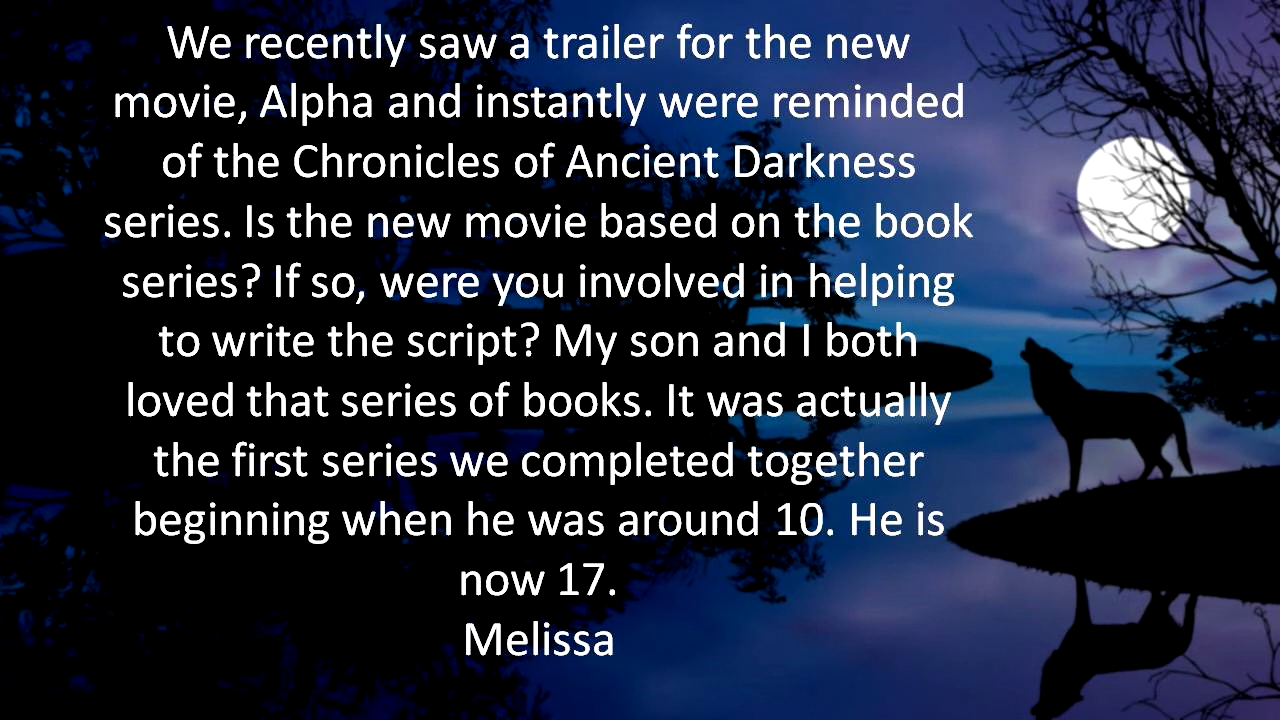 We recently saw a trailer for the new
movie, Alpha and instantly were reminded
of the Chronicles of Ancient Darkness
series. Is the new movie based on the book
series? If so, were you involved in helping
to write the script? My son and I both
loved that series of books. It was actually
the first series we completed together
beginning when he was around 10. He is
now 17.
Melissa